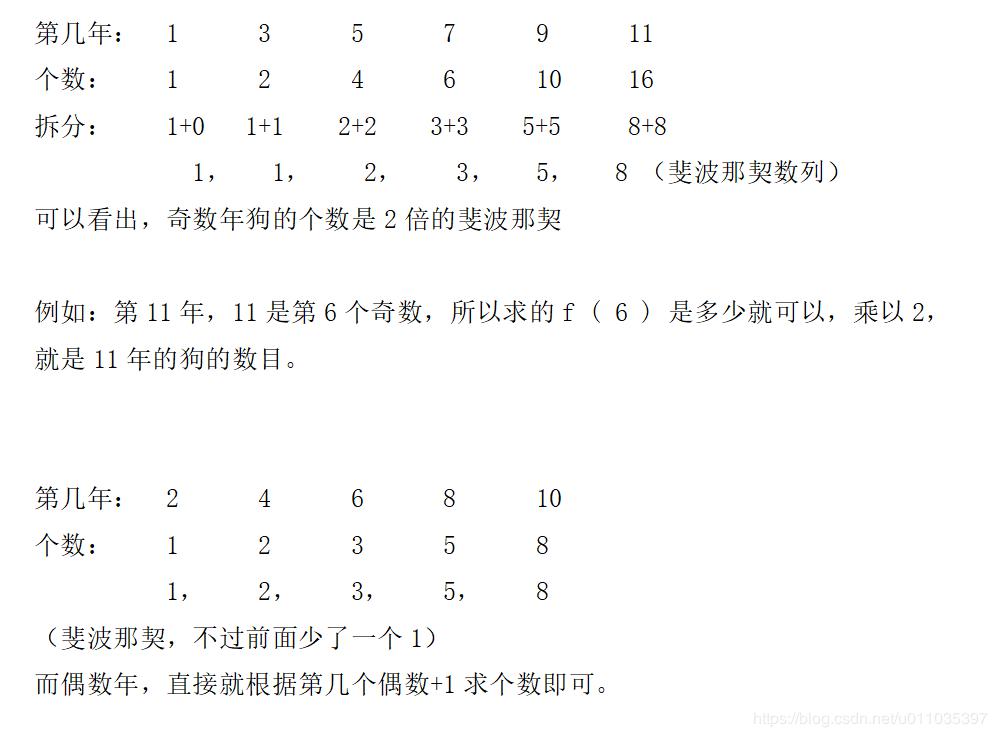 第几年： 1 3 5 7 9 11
个数： 1 2 4 6 10 16
拆分： 1+0 1+1 2+2 3+3 5+5 8+8
1， 1， 2， 3， 5， 8 （斐波那契数列）
可以看出，奇数年狗的个数是 2 倍的斐波那契
例如：第 11 年，11 是第 6 个奇数，所以求的 f（6）是多少就可以，乘以 2，
就是 11 年的狗的数目。
第几年： 2 4 6 8 10
个数： 1 2 3 5 8
1， 2， 3， 5， 8
（斐波那契，不过前面少了一个 1）
而偶数年，直接就根据第几个偶数+1 求个数即可。
https://blog.csdn.net/u011035397